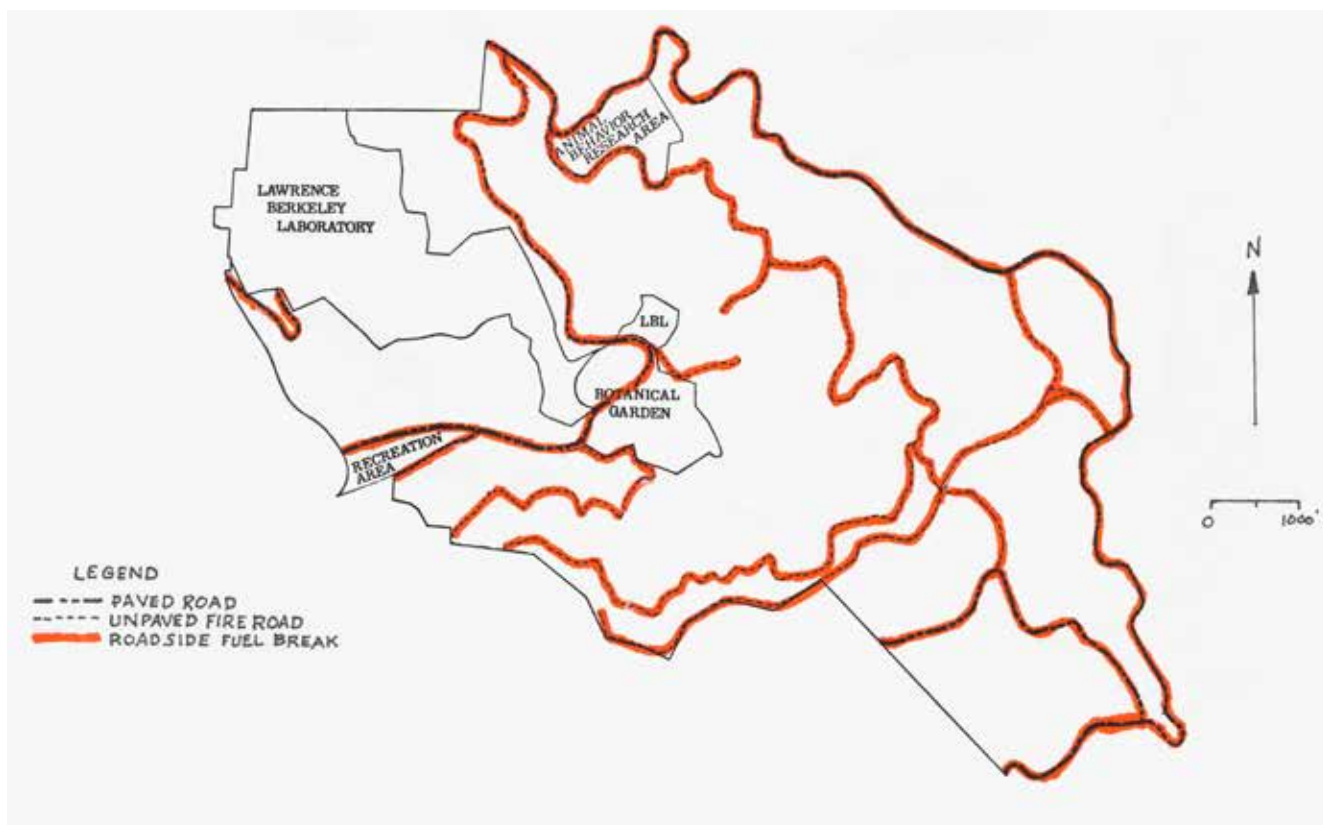 ANIMAL
BEHAVIOR
RESEARCH
AREA
LAWRENCE
BERKELEY
LABORATORY
N
LBL
BOTANICAL
GARDEN
RECREATION
AREA
0 1000'
LEGEND
PAVED ROAD
UNPAVED FIRE ROAD
ROADSIDE FUEL BREAK